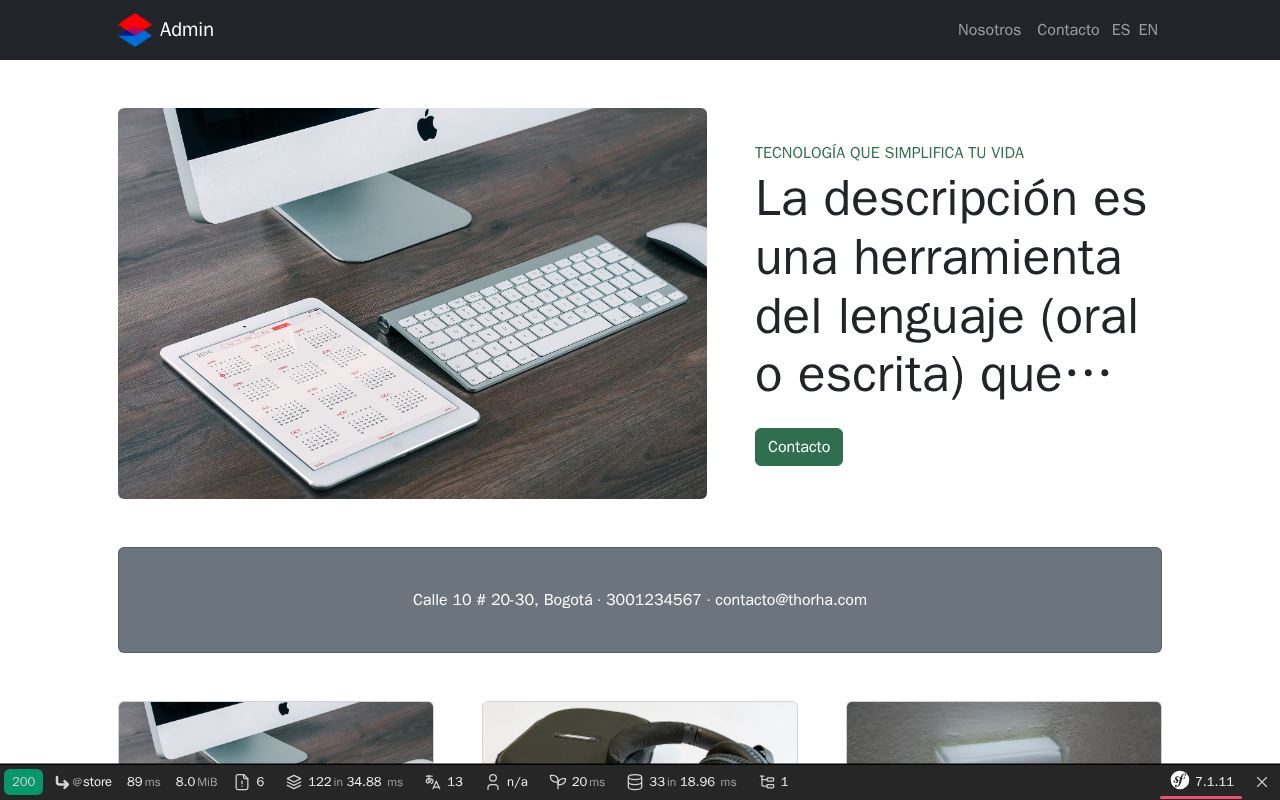 Admin
Nosotros Contacto ES EN
TECNOLOGÍA QUE SIMPLIFICA TU VIDA
La descripción es
una herramienta
del lenguaje (oral
o escrita) que···
Contacto
Calle 10 # 20-30, Bogotá · 3001234567 · contacto@thorha.com
200 @store 89 ms 8.0 MiB 6 122 in 34.88 ms 13 n/a 20 ms 33 in 18.96 ms 1 sf 7.1.11